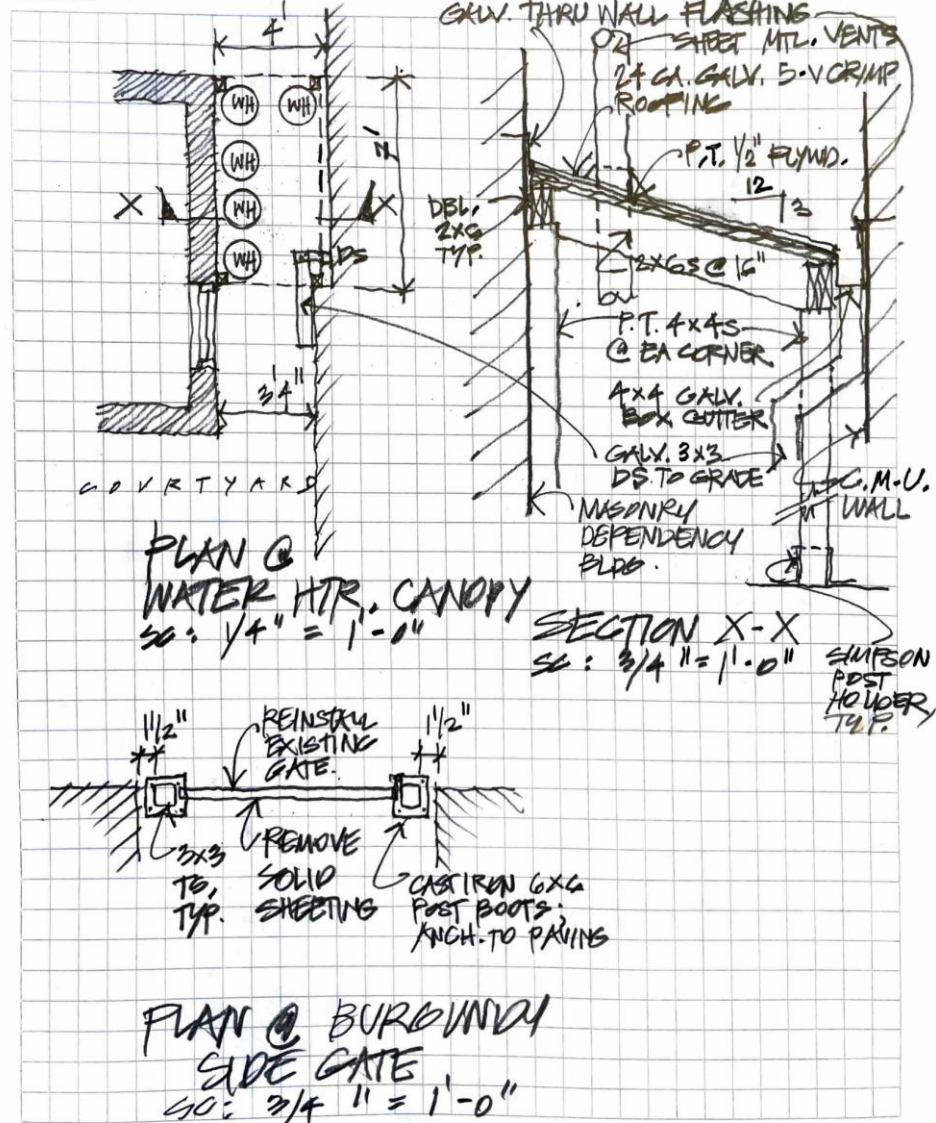 4'
WH
WH
WH
WH
WH
X
X
DS
3'4"
COURTYARD
PLAN @
WATER HTR. CANOPY
SC: 1/4" = 1'-0"
GALV. THRU WALL FLASHING
SHEET MTL. VENTS
24 GA. GALV. 5-V CRIMP
ROOFING
P.T. 1/2" PLYWD.
12
3
DBL.
2X6
TYP.
2X6S @ 16"
P.T. 4X4S
@ EA CORNER
4X4 GALV.
BOX GUTTER
GALV. 3X3
DS. TO GRADE
C.M.U.
WALL
MASONRY
DEPENDENCY
BLDG.
SECTION X-X
SC: 3/4" = 1'-0"
SIMPSON
POST
HOLDER,
TYP.
1 1/2"
REINSTALL
EXISTING
GATE.
1 1/2"
3X3
TS,
TYP.
REMOVE
SOLID
SHEETING
CAST IRON 6X6
POST BOOTS;
ANCH. TO PAVING
PLAN @ BURGUNDY
SIDE GATE
SC: 3/4" = 1'-0"